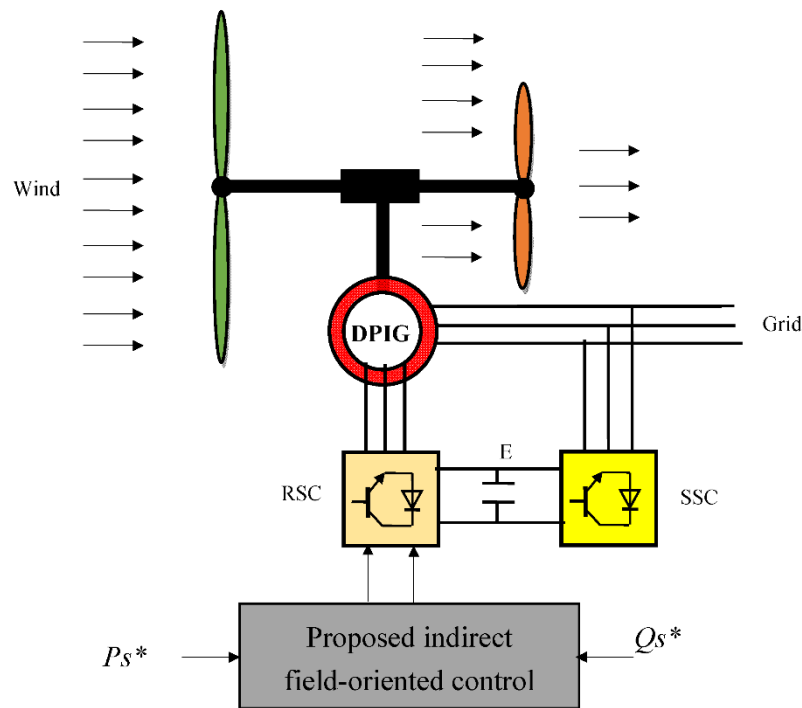 Wind
DPIG
Grid
E
RSC
SSC
Proposed indirect
field-oriented control
Ps*
Qs*